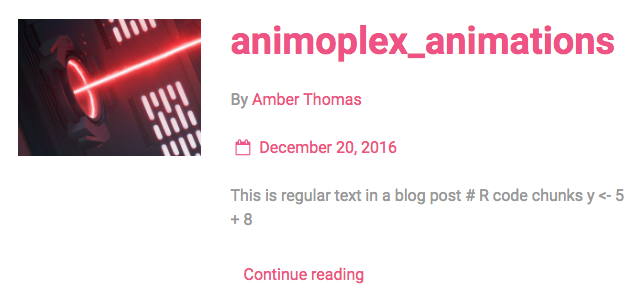 animoplex_animations
By Amber Thomas
December 20, 2016
This is regular text in a blog post # R code chunks y <- 5
+ 8
Continue reading